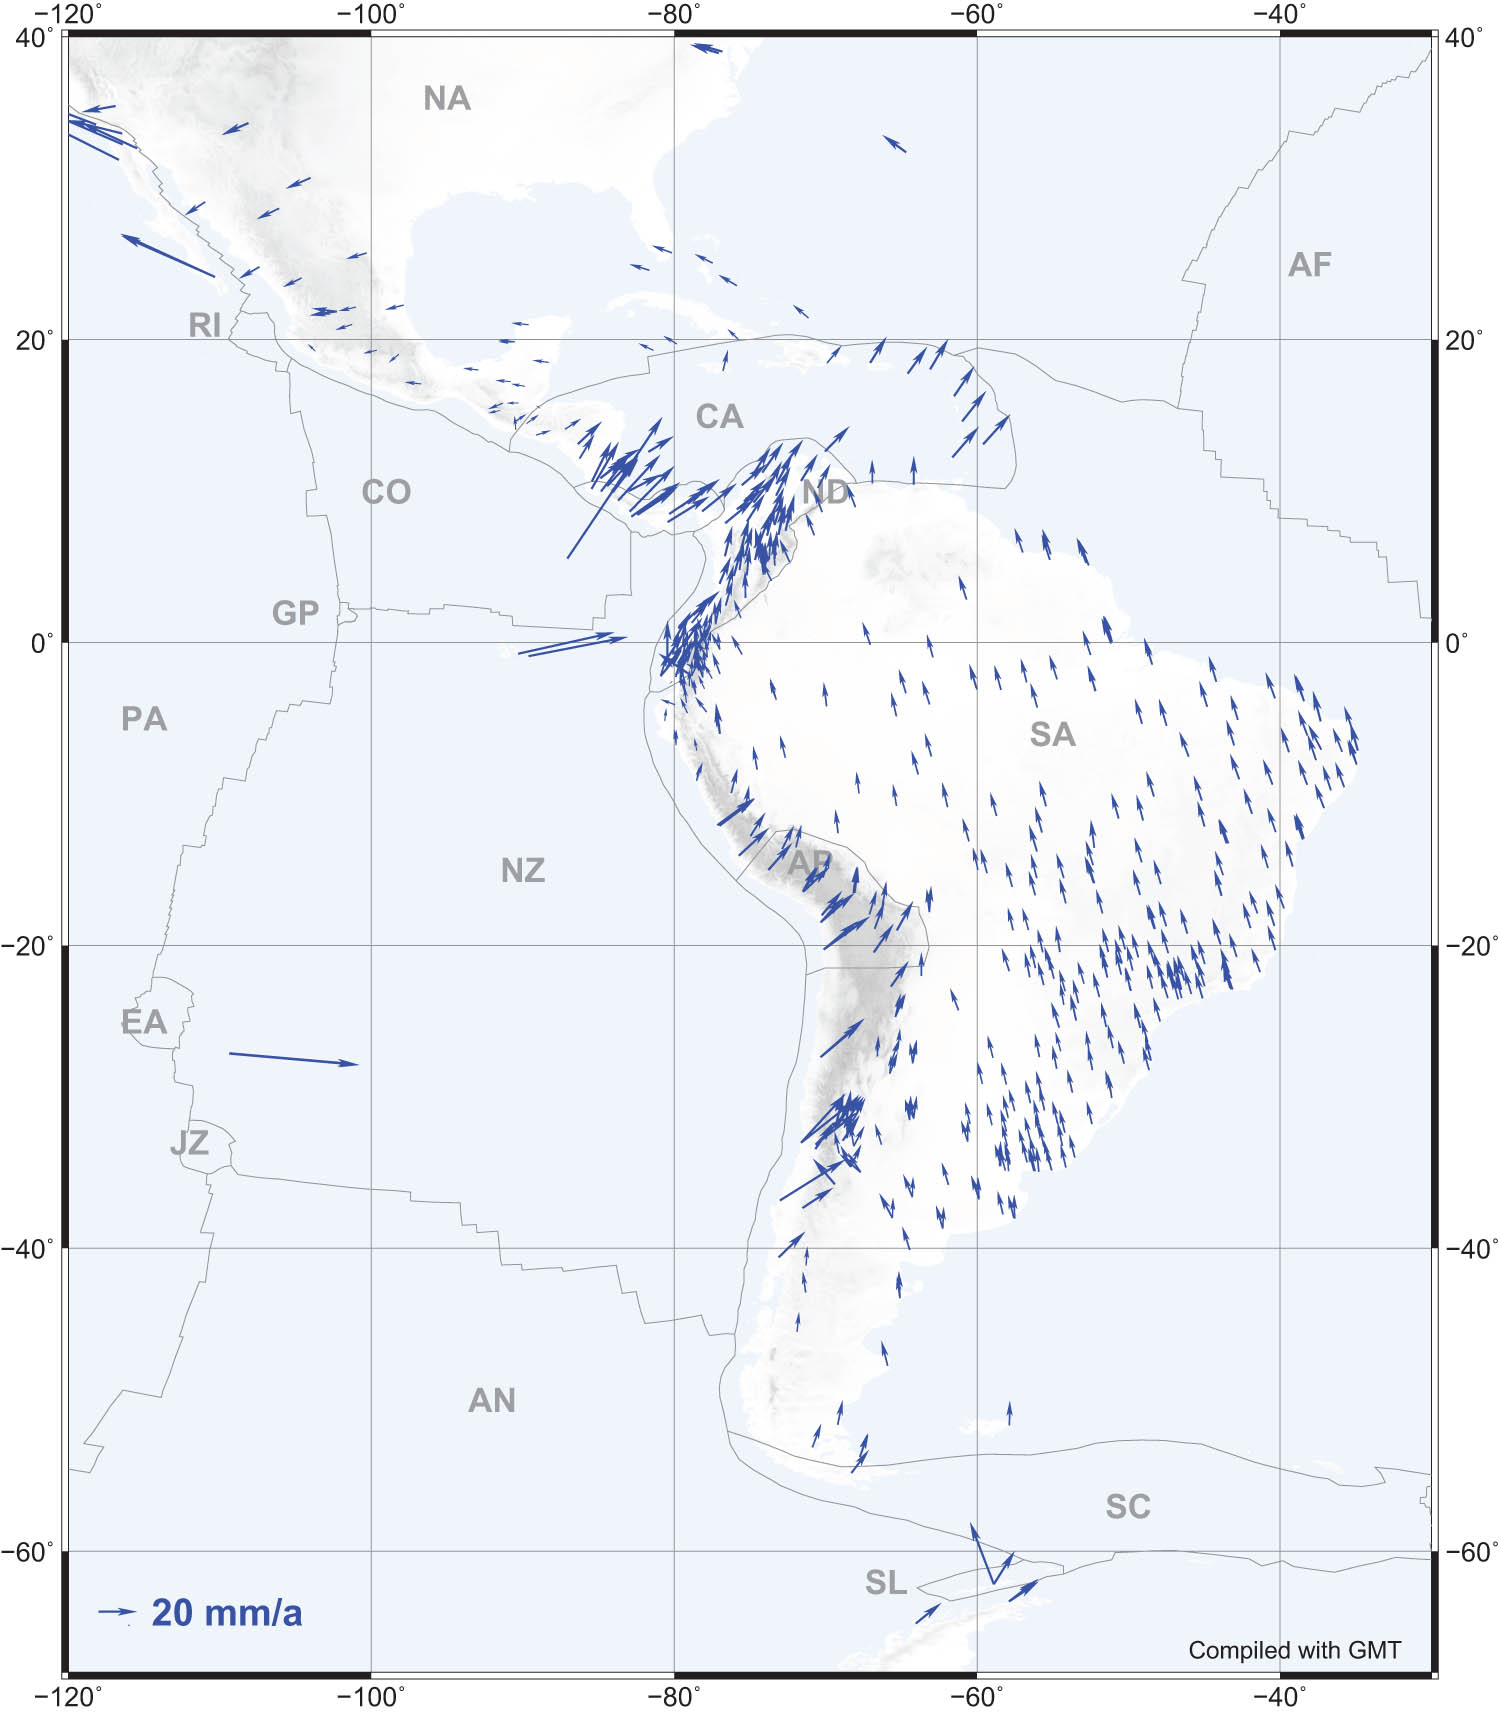 −120° −100° −80° −60° −40°
40° 40°
NA
AF
RI
20° 20°
CA
CO
ND
GP
0° 0°
PA
SA
NZ
AP
−20° −20°
EA
JZ
−40° −40°
AN
SC
−60° −60°
SL
20 mm/a
Compiled with GMT
−120° −100° −80° −60° −40°